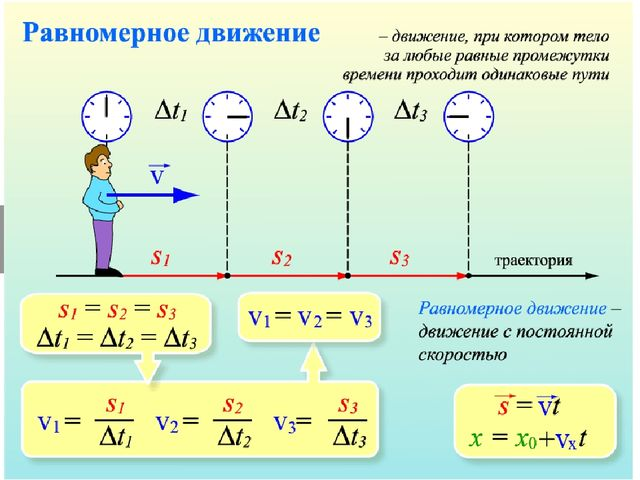 Равномерное движение
– движение, при котором тело
за любые равные промежутки
времени проходит одинаковые пути
Δt₁ Δt₂ Δt₃
v
s₁ s₂ s₃ траектория
s₁ = s₂ = s₃
Δt₁ = Δt₂ = Δt₃
v₁ = v₂ = v₃
Равномерное движение –
движение с постоянной
скоростью
v₁ = s₁/Δt₁ v₂ = s₂/Δt₂ v₃ = s₃/Δt₃
s = vt
x = x₀ + vₓt